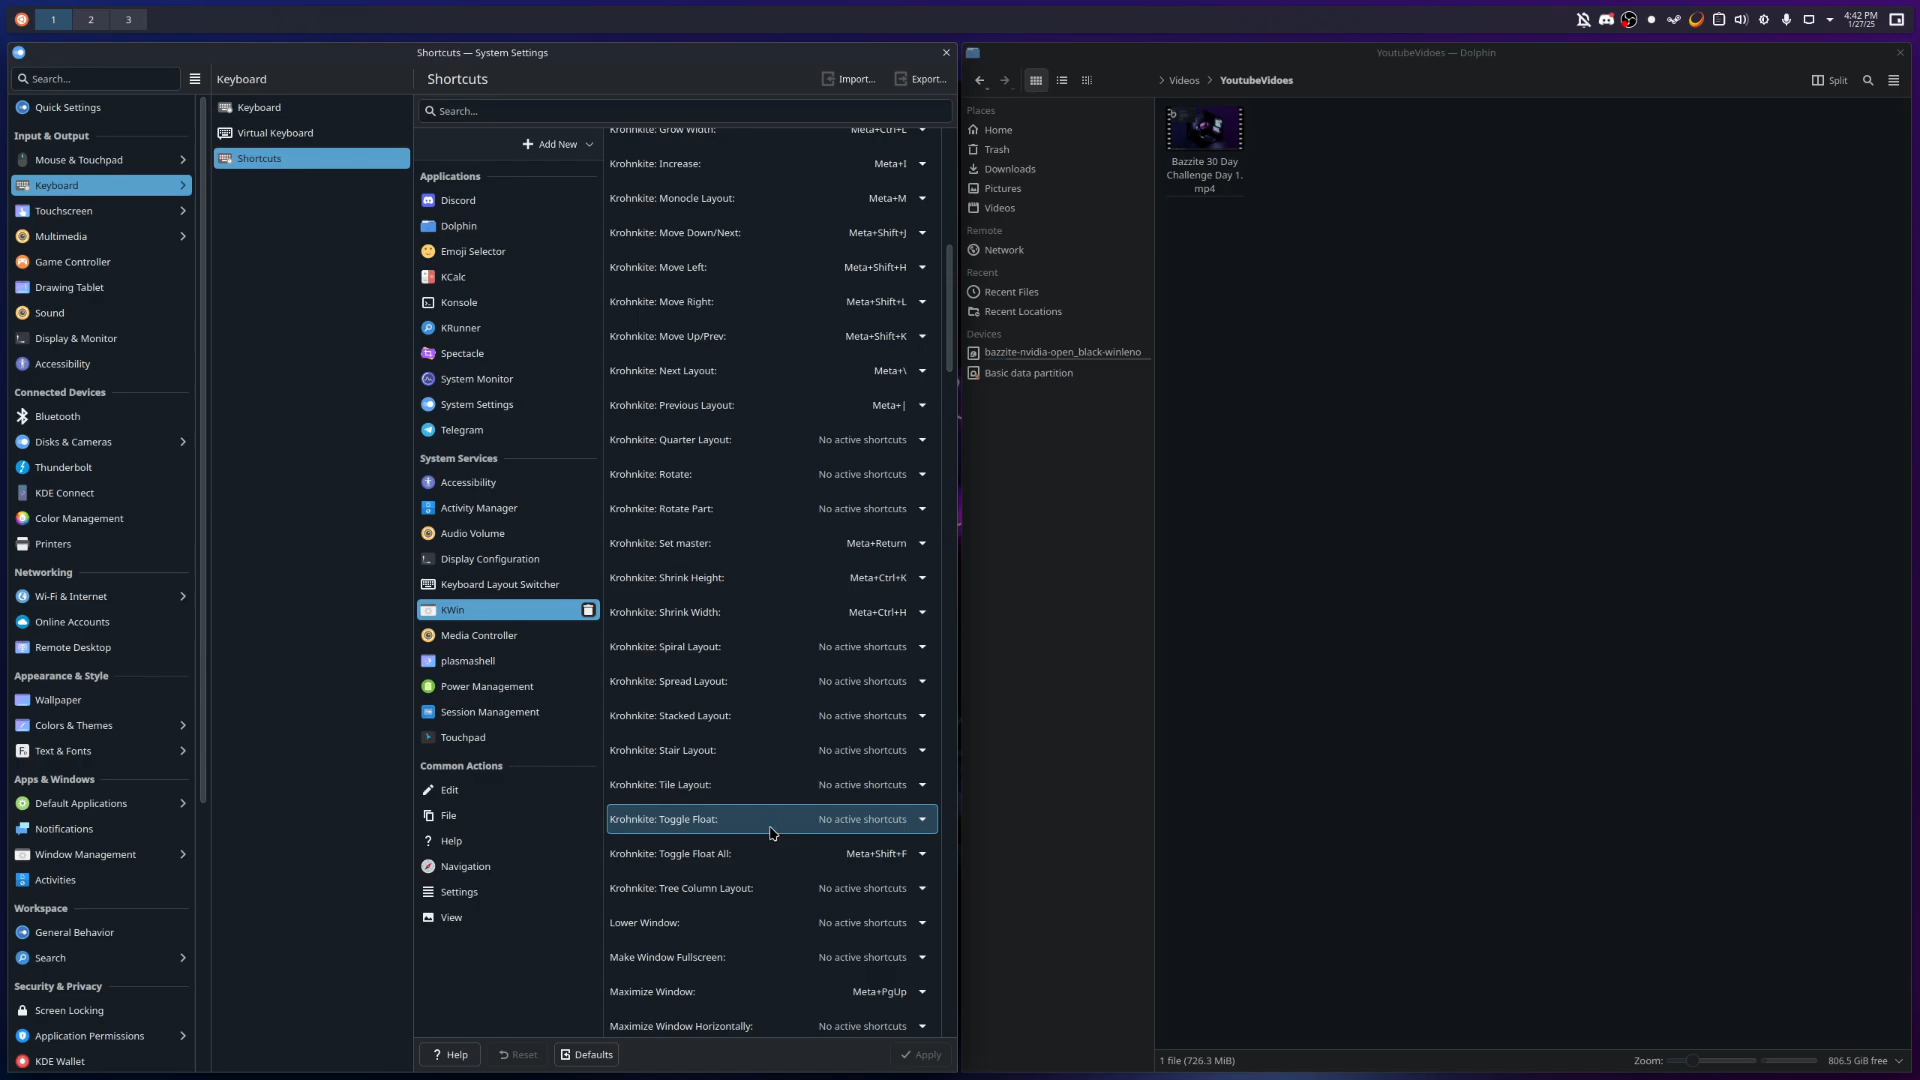 1
2
3
4:42 PM
1/27/25
Shortcuts — System Settings
Search...
Keyboard
Shortcuts
Import...
Export...
Quick Settings
Input & Output
Mouse & Touchpad
Keyboard
Touchscreen
Multimedia
Game Controller
Drawing Tablet
Sound
Display & Monitor
Accessibility
Connected Devices
Bluetooth
Disks & Cameras
Thunderbolt
KDE Connect
Color Management
Printers
Networking
Wi-Fi & Internet
Online Accounts
Remote Desktop
Appearance & Style
Wallpaper
Colors & Themes
Text & Fonts
Apps & Windows
Default Applications
Notifications
Window Management
Activities
Workspace
General Behavior
Search
Security & Privacy
Screen Locking
Application Permissions
KDE Wallet
Keyboard
Virtual Keyboard
Shortcuts
Search...
Add New
Applications
Discord
Dolphin
Emoji Selector
KCalc
Konsole
KRunner
Spectacle
System Monitor
System Settings
Telegram
System Services
Accessibility
Activity Manager
Audio Volume
Display Configuration
Keyboard Layout Switcher
KWin
Media Controller
plasmashell
Power Management
Session Management
Touchpad
Common Actions
Edit
File
Help
Navigation
Settings
View
Krohnkite: Grow Width: Meta+Ctrl+L
Krohnkite: Increase: Meta+I
Krohnkite: Monocle Layout: Meta+M
Krohnkite: Move Down/Next: Meta+Shift+J
Krohnkite: Move Left: Meta+Shift+H
Krohnkite: Move Right: Meta+Shift+L
Krohnkite: Move Up/Prev: Meta+Shift+K
Krohnkite: Next Layout: Meta+\
Krohnkite: Previous Layout: Meta+|
Krohnkite: Quarter Layout: No active shortcuts
Krohnkite: Rotate: No active shortcuts
Krohnkite: Rotate Part: No active shortcuts
Krohnkite: Set master: Meta+Return
Krohnkite: Shrink Height: Meta+Ctrl+K
Krohnkite: Shrink Width: Meta+Ctrl+H
Krohnkite: Spiral Layout: No active shortcuts
Krohnkite: Spread Layout: No active shortcuts
Krohnkite: Stacked Layout: No active shortcuts
Krohnkite: Stair Layout: No active shortcuts
Krohnkite: Tile Layout: No active shortcuts
Krohnkite: Toggle Float: No active shortcuts
Krohnkite: Toggle Float All: Meta+Shift+F
Krohnkite: Tree Column Layout: No active shortcuts
Lower Window: No active shortcuts
Make Window Fullscreen: No active shortcuts
Maximize Window: Meta+PgUp
Maximize Window Horizontally: No active shortcuts
Help
Reset
Defaults
Apply
YoutubeVidoes — Dolphin
Videos
YoutubeVidoes
Split
Places
Home
Trash
Downloads
Pictures
Videos
Remote
Network
Recent
Recent Files
Recent Locations
Devices
bazzite-nvidia-open_black-winleno
Basic data partition
Bazzite 30 Day
Challenge Day 1.
mp4
1 file (726.3 MiB)
Zoom:
806.5 GiB free